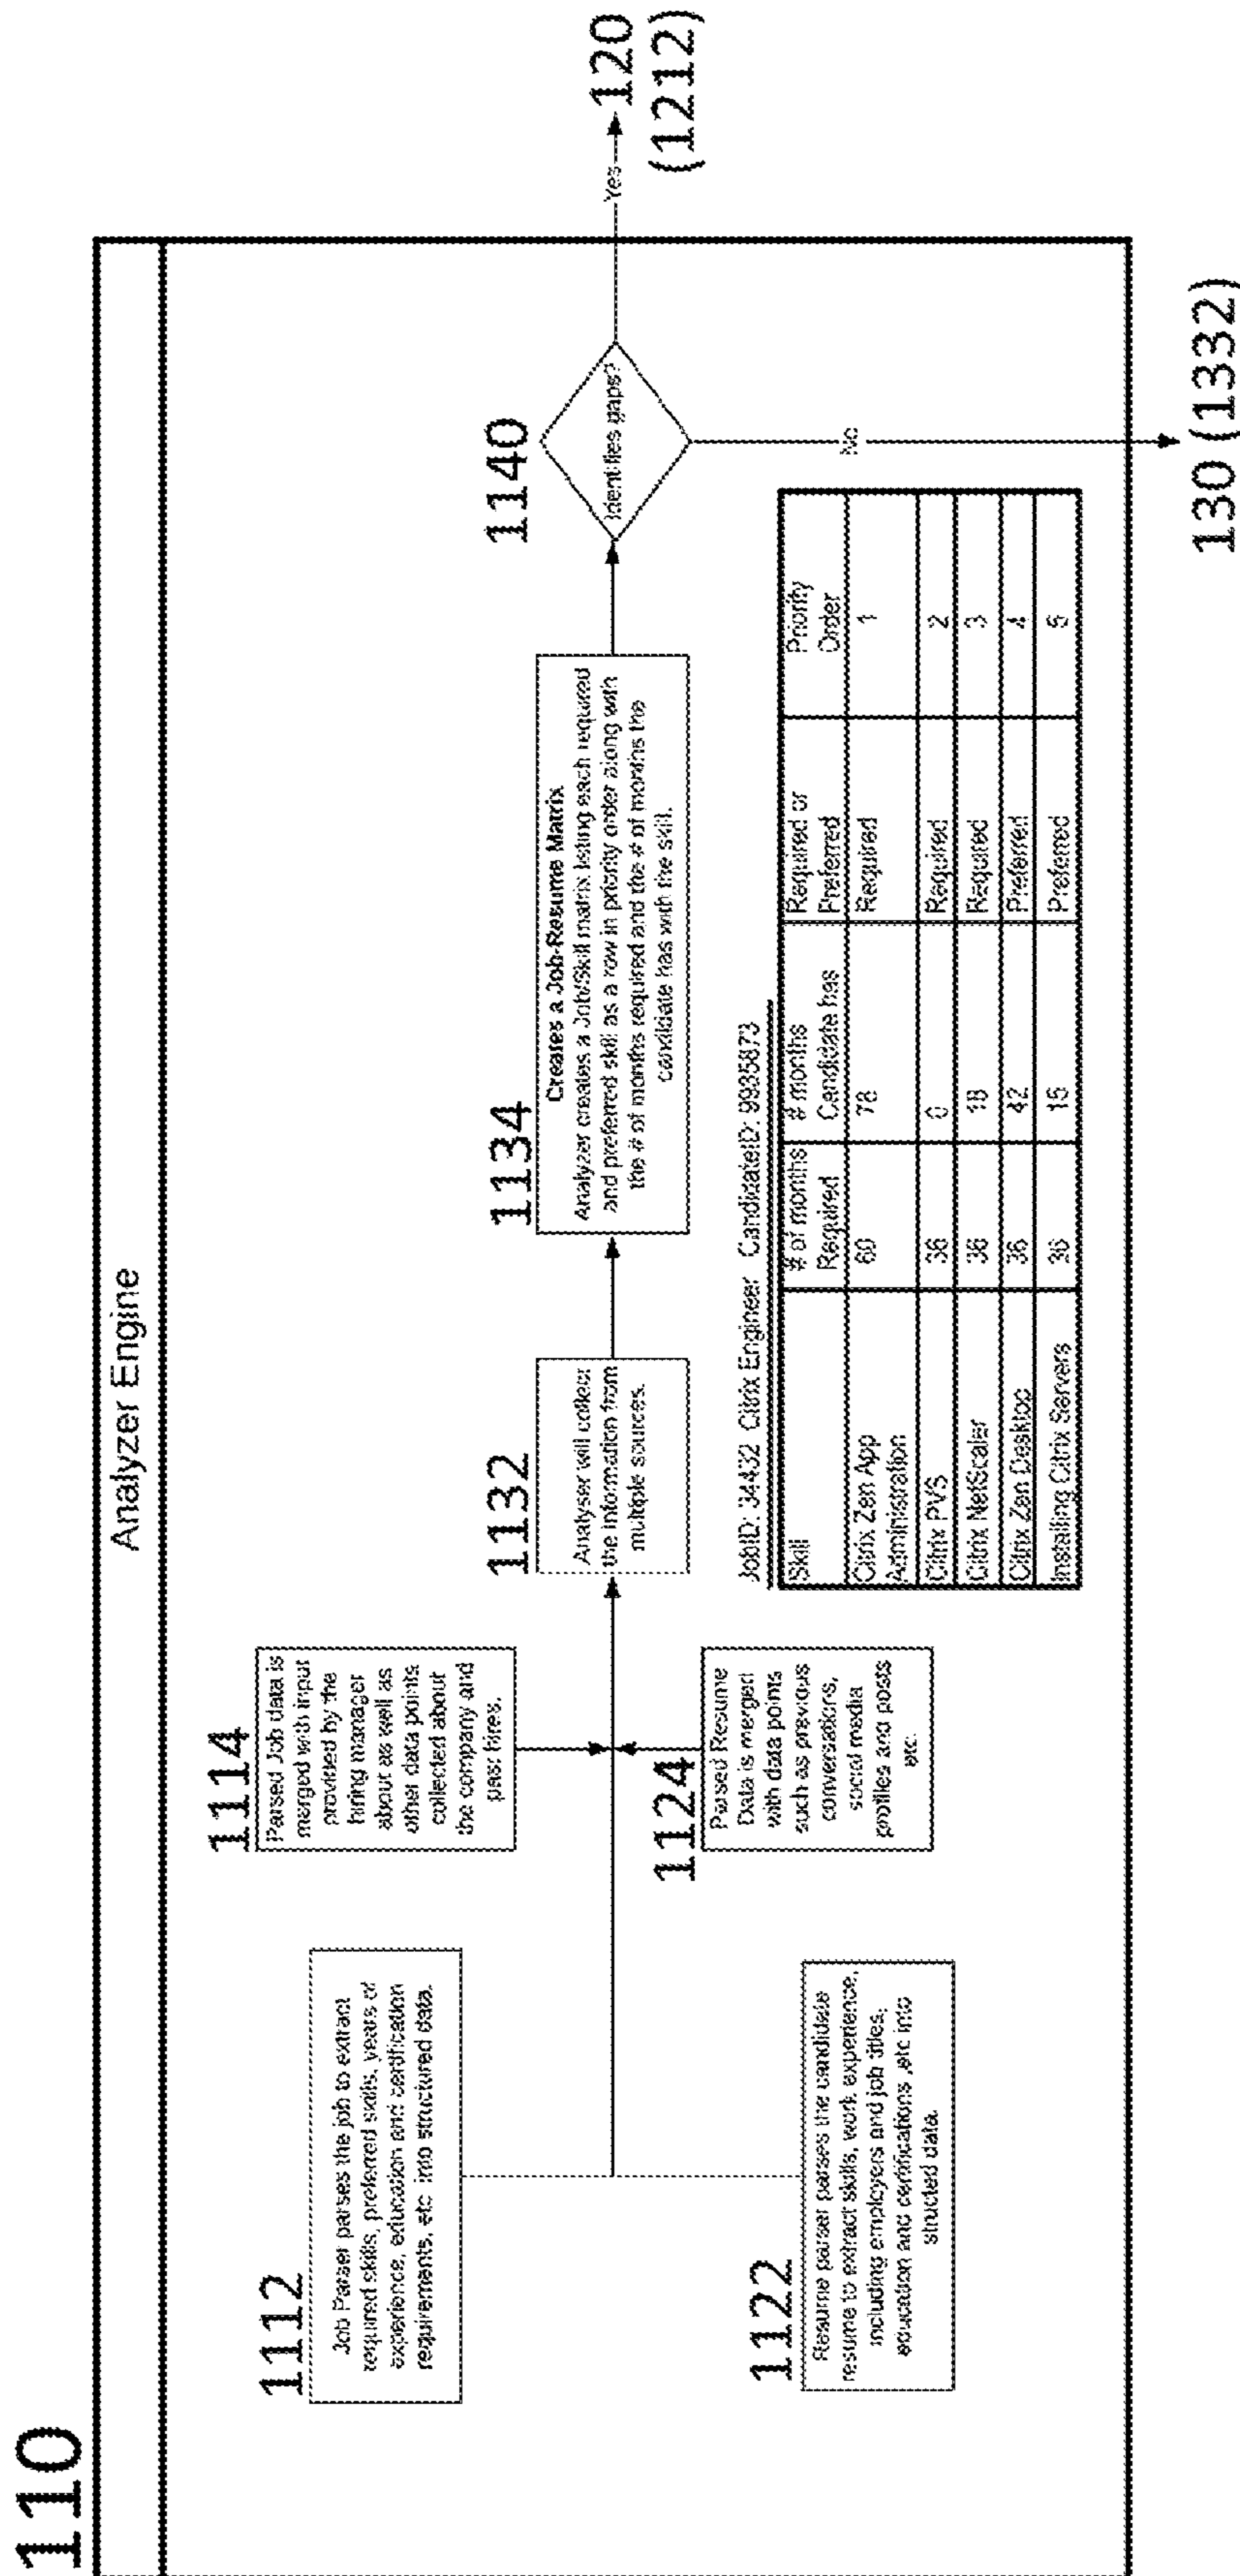 110
Analyzer Engine
1112
Job Parser parses the job to extract
required skills, preferred skills, years of
experience, education and certification
requirements, etc into structured data.
1122
Resume parser parses the candidate
resume to extract skills, work experience,
including employers and job titles,
education and certifications ,etc into
structed data.
1114
Parsed Job data is
merged with input
provided by the
hiring manager
about as well as
other data points
collected about
the company and
past hires.
1124
Parsed Resume
Data is merged
with data points
such as previous
conversations,
social media
profiles and posts
etc.
1132
Analyser will collect
the information from
multiple sources.
1134
Creates a Job-Resume Matrix
Analyzer creates a Job/Skill matrix listing each required
and preferred skill as a row in priority order along with
the # of months required and the # of months the
candidate has with the skill.
1140
Identifies gaps?
Yes
120
(1212)
No
130 (1332)
JobID: 34432 Citrix Engineer CandidateID: 9935873
Skill # of months Required # months Candidate has Required or Preferred Priority Order
Citrix Zen App Administration 60 78 Required 1
Citrix PVS 36 0 Required 2
Citrix NetScaler 36 18 Required 3
Citrix Zen Desktop 36 42 Preferred 4
Installing Citrix Servers 36 Preferred 5